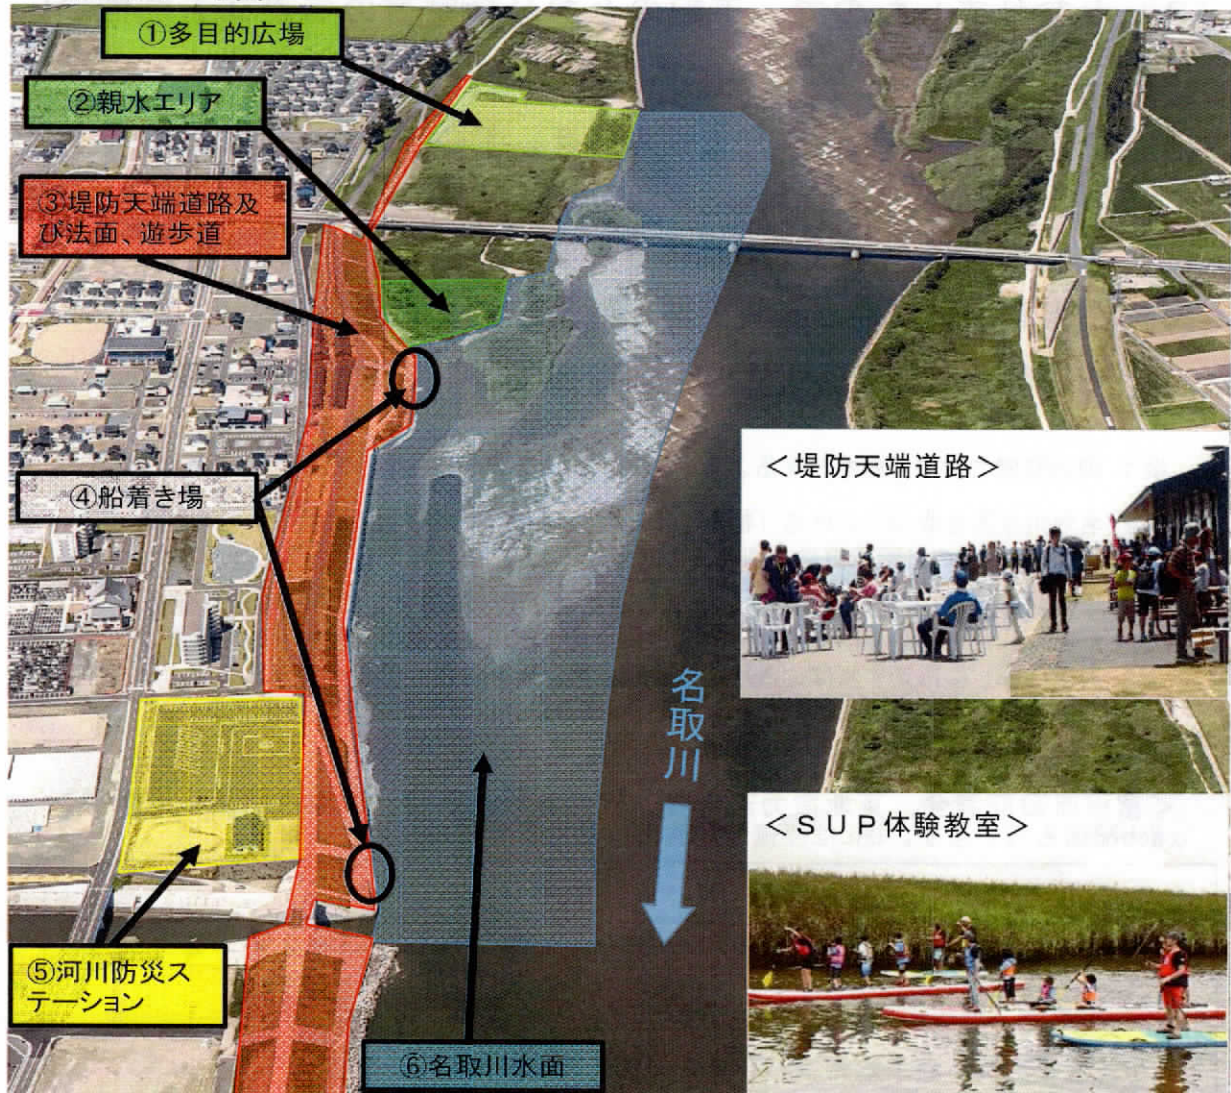 ①多目的広場
②親水エリア
③堤防天端道路及
び法面、遊歩道
④船着き場
＜堤防天端道路＞
名取川
＜ＳＵＰ体験教室＞
⑤河川防災ス
テーション
⑥名取川水面